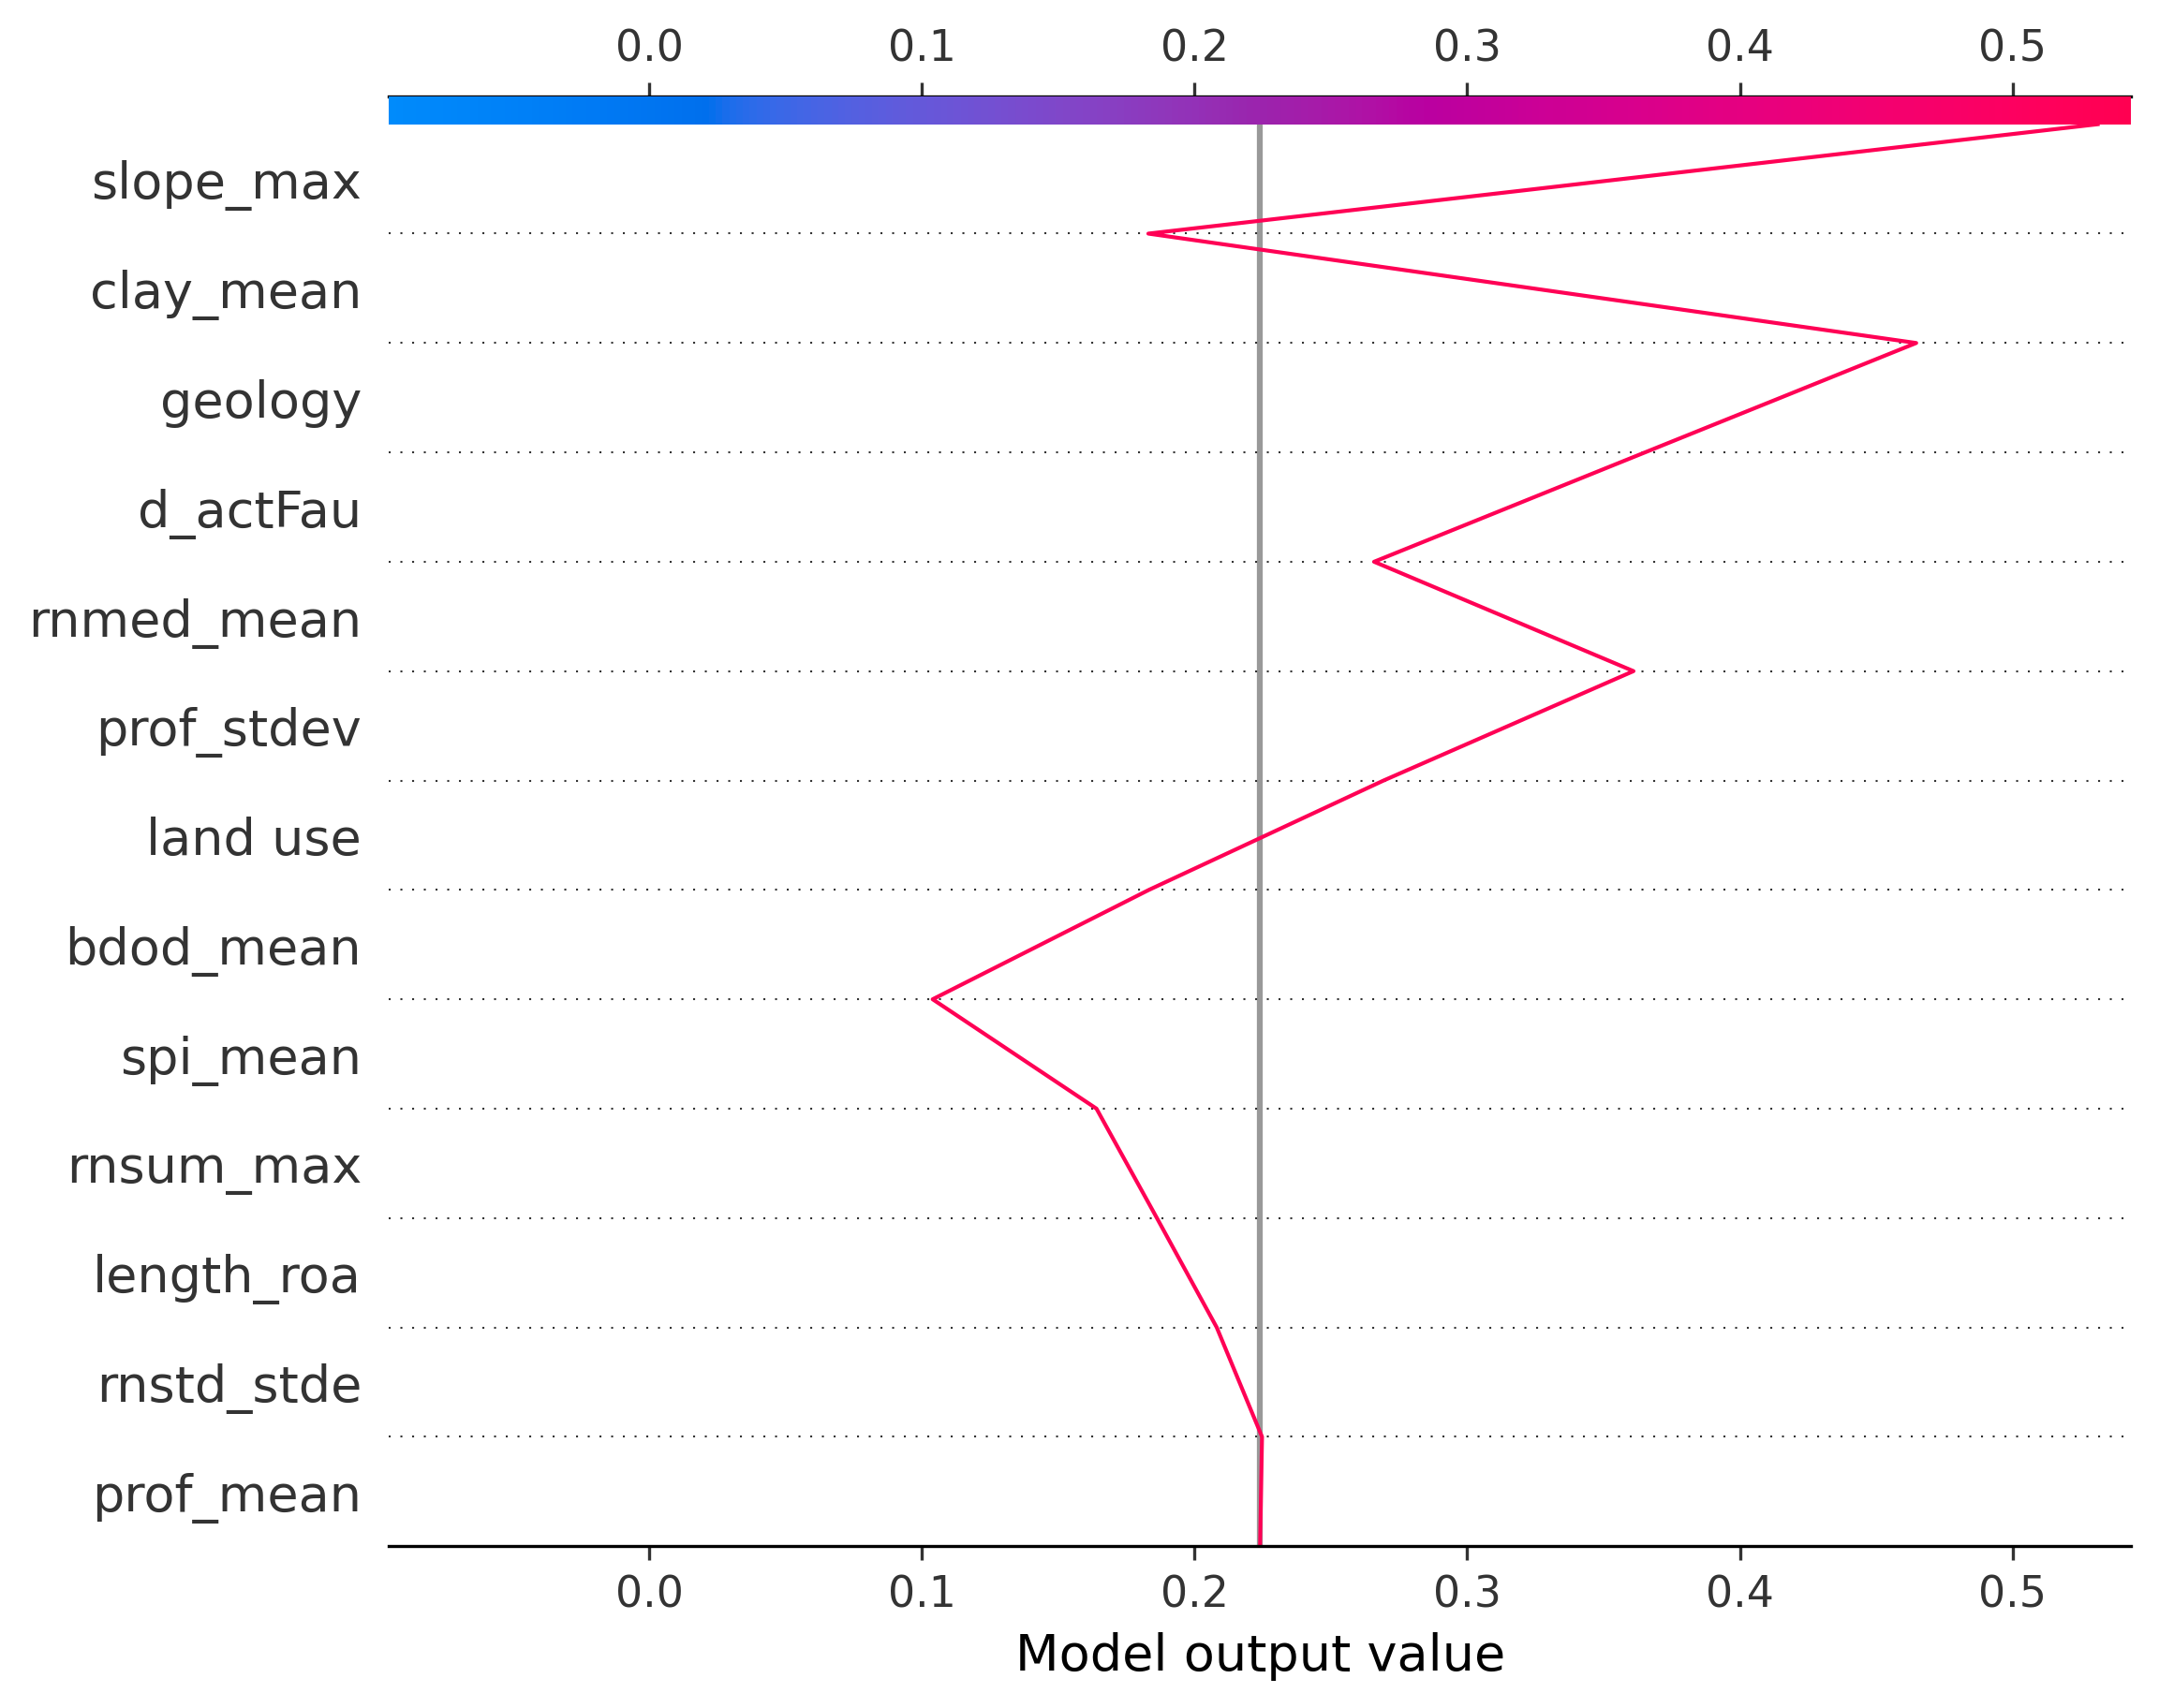 0.0 0.1 0.2 0.3 0.4 0.5
slope_max
clay_mean
geology
d_actFau
rnmed_mean
prof_stdev
land use
bdod_mean
spi_mean
rnsum_max
length_roa
rnstd_stde
prof_mean
0.0 0.1 0.2 0.3 0.4 0.5
Model output value